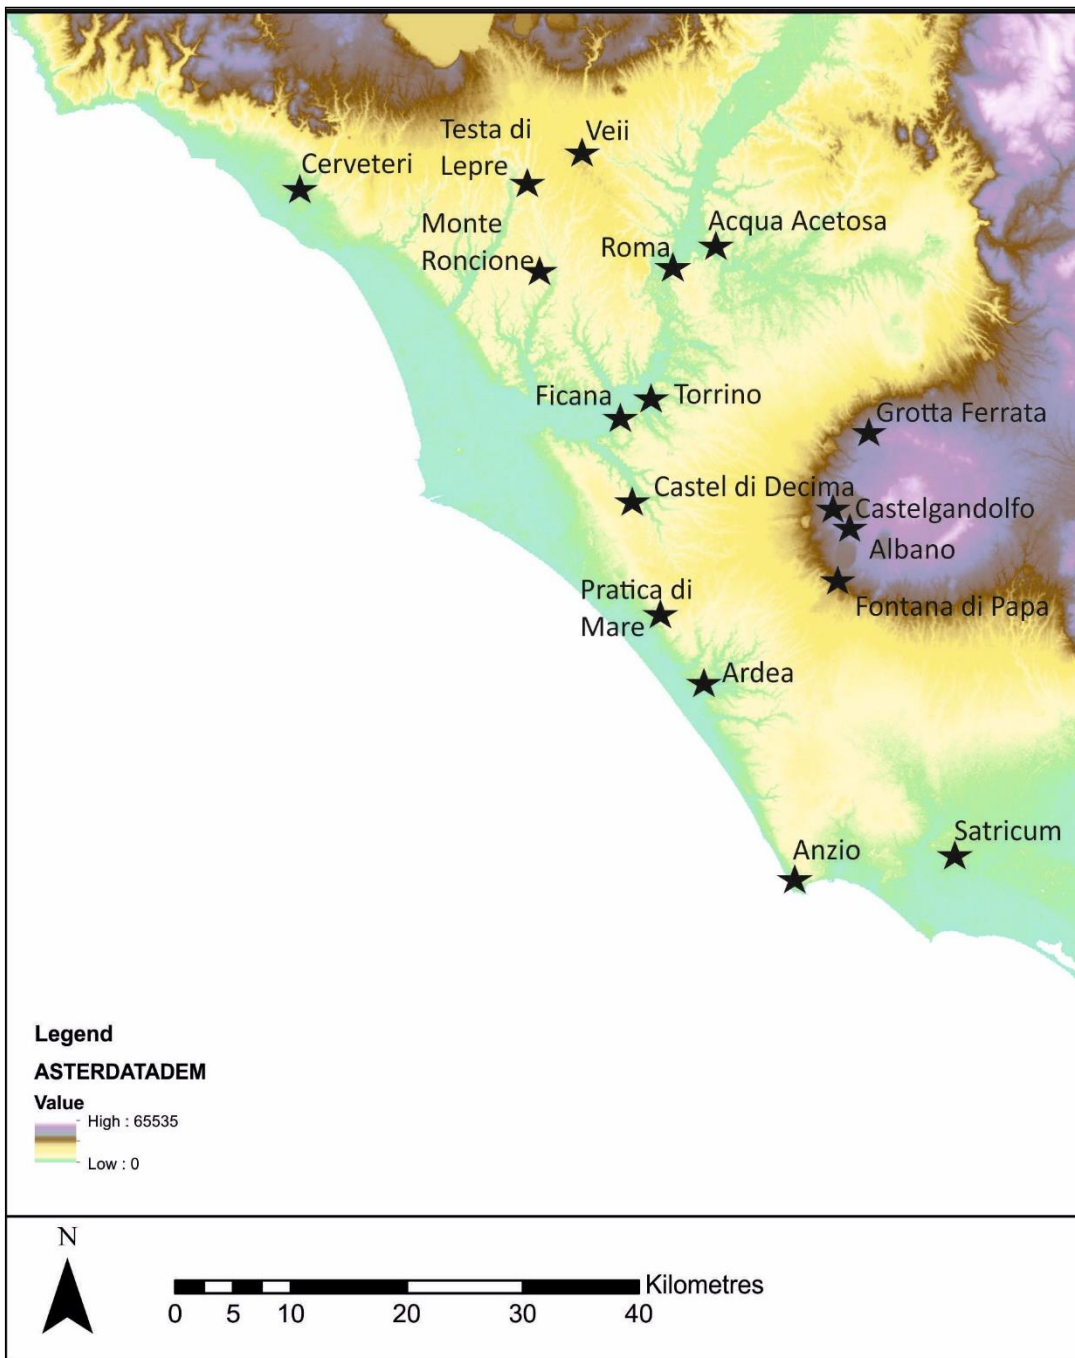 Testa di
Lepre
Veii
Cerveteri
Monte
Roncione
Roma
Acqua Acetosa
Ficana
Torrino
Grotta Ferrata
Castel di Decima
Castelgandolfo
Albano
Fontana di Papa
Pratica di
Mare
Ardea
Satricum
Anzio
Legend
ASTERDATADEM
Value
High : 65535
Low : 0
N
Kilometres
0 5 10 20 30 40